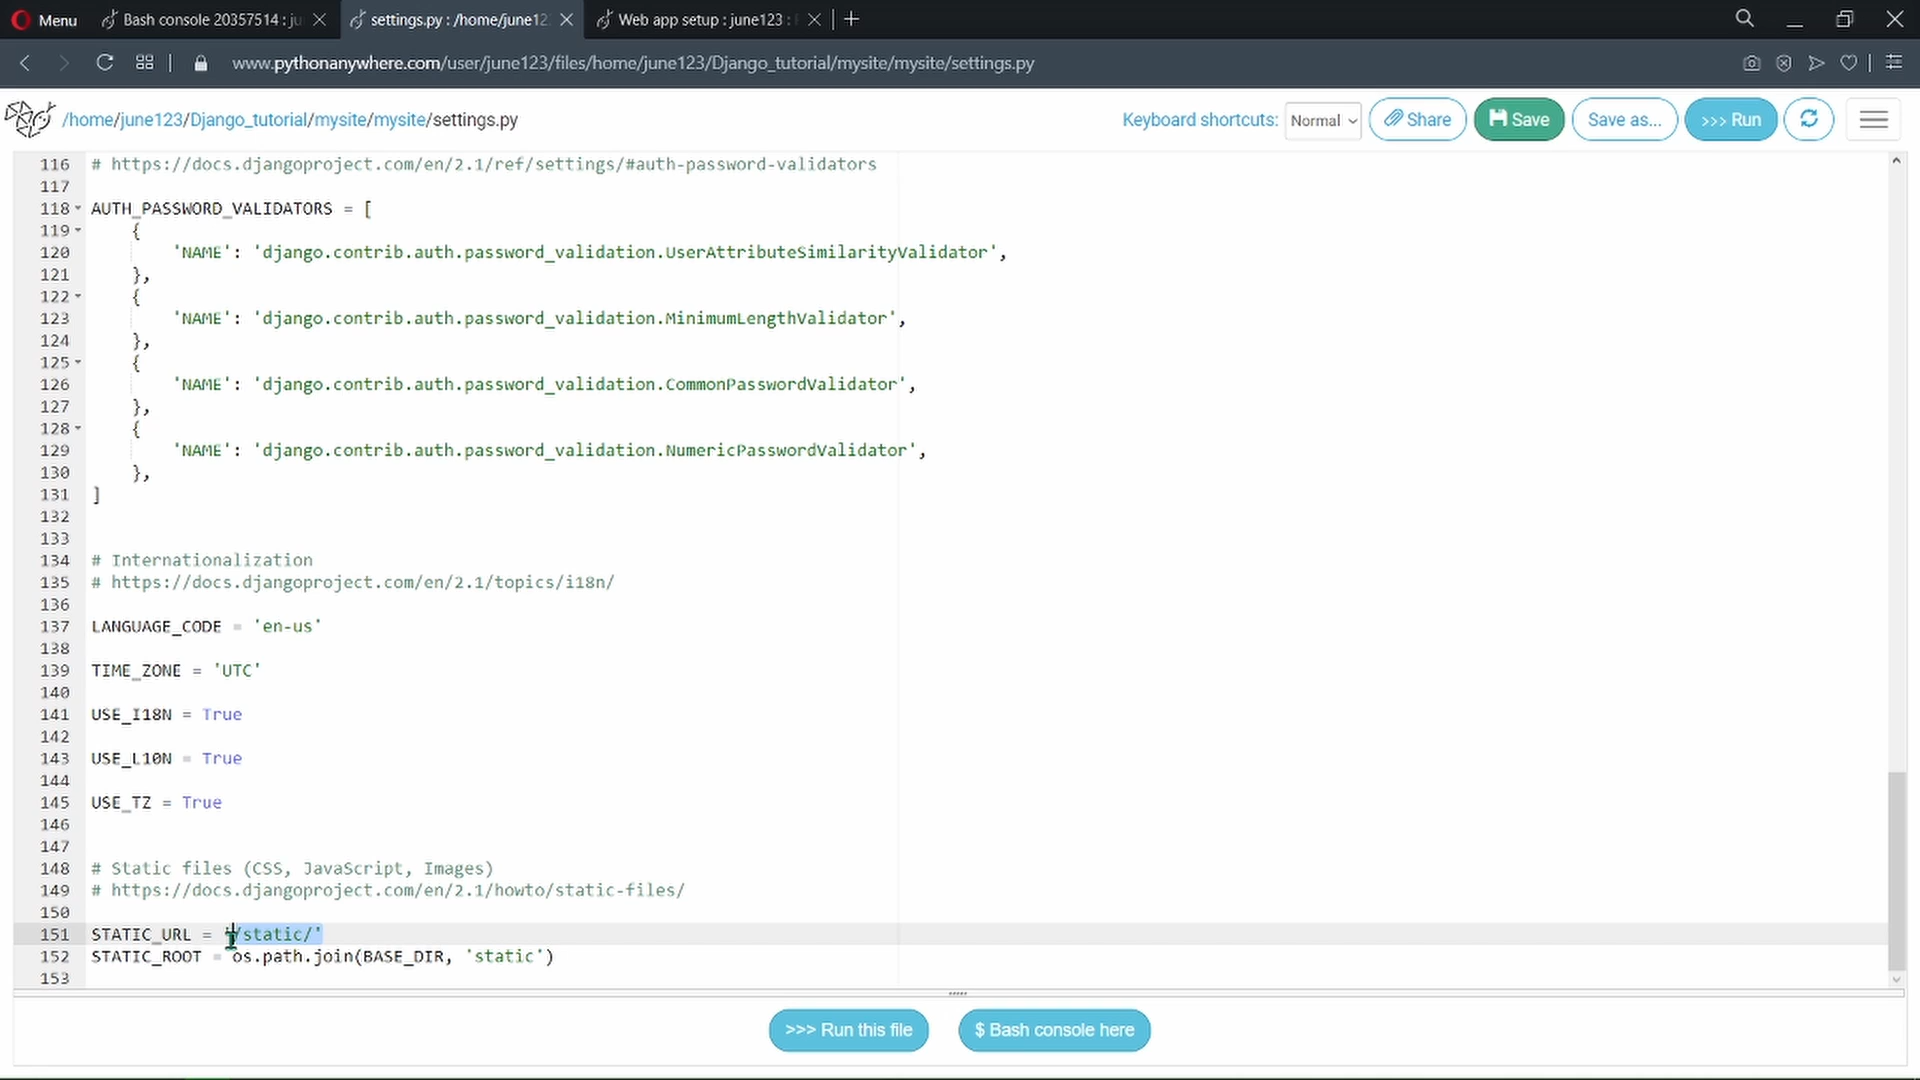 Menu
Bash console 20357514 : ju
settings.py : /home/june12
Web app setup : june123 :
www.pythonanywhere.com/user/june123/files/home/june123/Django_tutorial/mysite/mysite/settings.py
/home/june123/Django_tutorial/mysite/mysite/settings.py
Keyboard shortcuts: Normal Share Save Save as... >>> Run
116 # https://docs.djangoproject.com/en/2.1/ref/settings/#auth-password-validators
117
118 AUTH_PASSWORD_VALIDATORS = [
119 {
120 'NAME': 'django.contrib.auth.password_validation.UserAttributeSimilarityValidator',
121 },
122 {
123 'NAME': 'django.contrib.auth.password_validation.MinimumLengthValidator',
124 },
125 {
126 'NAME': 'django.contrib.auth.password_validation.CommonPasswordValidator',
127 },
128 {
129 'NAME': 'django.contrib.auth.password_validation.NumericPasswordValidator',
130 },
131 ]
132
133
134 # Internationalization
135 # https://docs.djangoproject.com/en/2.1/topics/i18n/
136
137 LANGUAGE_CODE = 'en-us'
138
139 TIME_ZONE = 'UTC'
140
141 USE_I18N = True
142
143 USE_L10N = True
144
145 USE_TZ = True
146
147
148 # Static files (CSS, JavaScript, Images)
149 # https://docs.djangoproject.com/en/2.1/howto/static-files/
150
151 STATIC_URL = '/static/'
152 STATIC_ROOT = os.path.join(BASE_DIR, 'static')
153
>>> Run this file
$ Bash console here